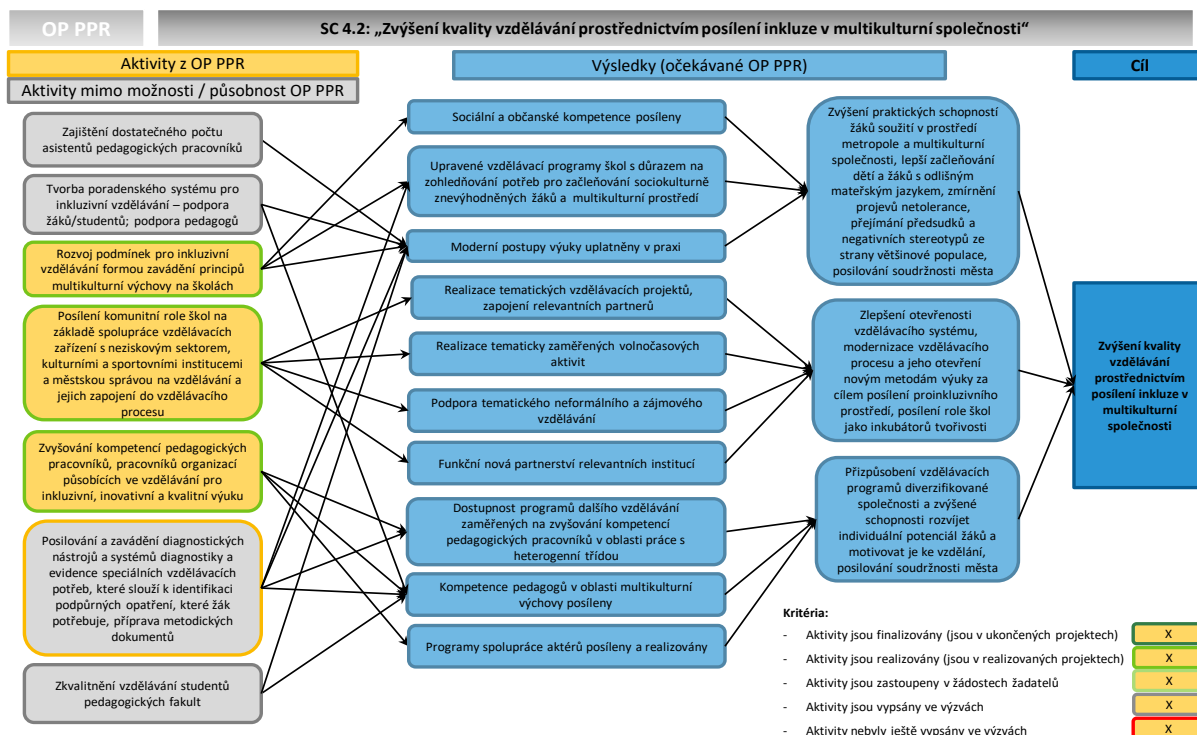 OP PPR
SC 4.2: „Zvýšení kvality vzdělávání prostřednictvím posílení inkluze v multikulturní společnosti“
Aktivity z OP PPR
Aktivity mimo možnosti / působnost OP PPR
Výsledky (očekávané OP PPR)
Cíl
Zajištění dostatečného počtu
asistentů pedagogických pracovníků
Tvorba poradenského systému pro
inkluzivní vzdělávání – podpora
žáků/studentů; podpora pedagogů
Rozvoj podmínek pro inkluzivní
vzdělávání formou zavádění principů
multikulturní výchovy na školách
Posílení komunitní role škol na
základě spolupráce vzdělávacích
zařízení s neziskovým sektorem,
kulturními a sportovními institucemi
a městskou správou na vzdělávání a
jejich zapojení do vzdělávacího
procesu
Zvyšování kompetencí pedagogických
pracovníků, pracovníků organizací
působících ve vzdělávání pro
inkluzivní, inovativní a kvalitní výuku
Posilování a zavádění diagnostických
nástrojů a systémů diagnostiky a
evidence speciálních vzdělávacích
potřeb, které slouží k identifikaci
podpůrných opatření, které žák
potřebuje, příprava metodických
dokumentů
Zkvalitnění vzdělávání studentů
pedagogických fakult
Sociální a občanské kompetence posíleny
Upravené vzdělávací programy škol s důrazem na
zohledňování potřeb pro začleňování sociokulturně
znevýhodněných žáků a multikulturní prostředí
Moderní postupy výuky uplatněny v praxi
Realizace tematických vzdělávacích projektů,
zapojení relevantních partnerů
Realizace tematicky zaměřených volnočasových
aktivit
Podpora tematického neformálního a zájmového
vzdělávání
Funkční nová partnerství relevantních institucí
Dostupnost programů dalšího vzdělávání
zaměřených na zvyšování kompetencí
pedagogických pracovníků v oblasti práce s
heterogenní třídou
Kompetence pedagogů v oblasti multikulturní
výchovy posíleny
Programy spolupráce aktérů posíleny a realizovány
Zvýšení praktických schopností
žáků soužití v prostředí
metropole a multikulturní
společnosti, lepší začleňování
dětí a žáků s odlišným
mateřským jazykem, zmírnění
projevů netolerance,
přejímání předsudků a
negativních stereotypů ze
strany většinové populace,
posilování soudržnosti města
Zlepšení otevřenosti
vzdělávacího systému,
modernizace vzdělávacího
procesu a jeho otevření
novým metodám výuky za
cílem posílení proinkluzivního
prostředí, posílení role škol
jako inkubátorů tvořivosti
Přizpůsobení vzdělávacích
programů diverzifikované
společnosti a zvýšené
schopnosti rozvíjet
individuální potenciál žáků a
motivovat je ke vzdělání,
posilování soudržnosti města
Zvýšení kvality
vzdělávání
prostřednictvím
posílení inkluze v
multikulturní
společnosti
Kritéria:
- Aktivity jsou finalizovány (jsou v ukončených projektech) X
- Aktivity jsou realizovány (jsou v realizovaných projektech) X
- Aktivity jsou zastoupeny v žádostech žadatelů X
- Aktivity jsou vypsány ve výzvách X
- Aktivity nebyly ještě vypsány ve výzvách X